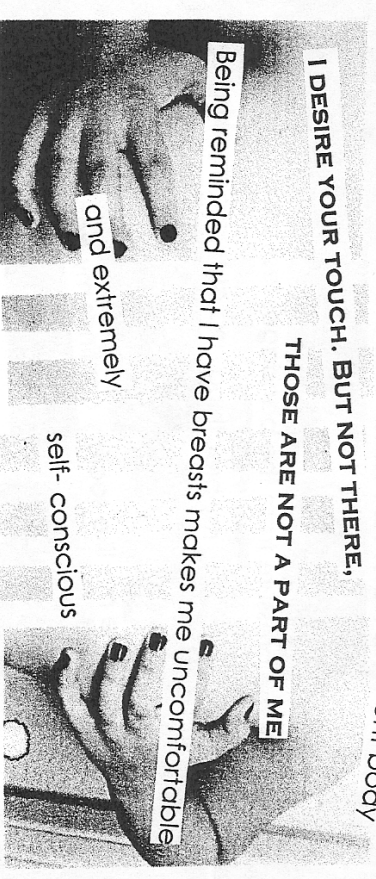 I DESIRE YOUR TOUCH. BUT NOT THERE,
THOSE ARE NOT A PART OF ME
Being reminded that I have breasts makes me uncomfortable
and extremely
self- conscious
body